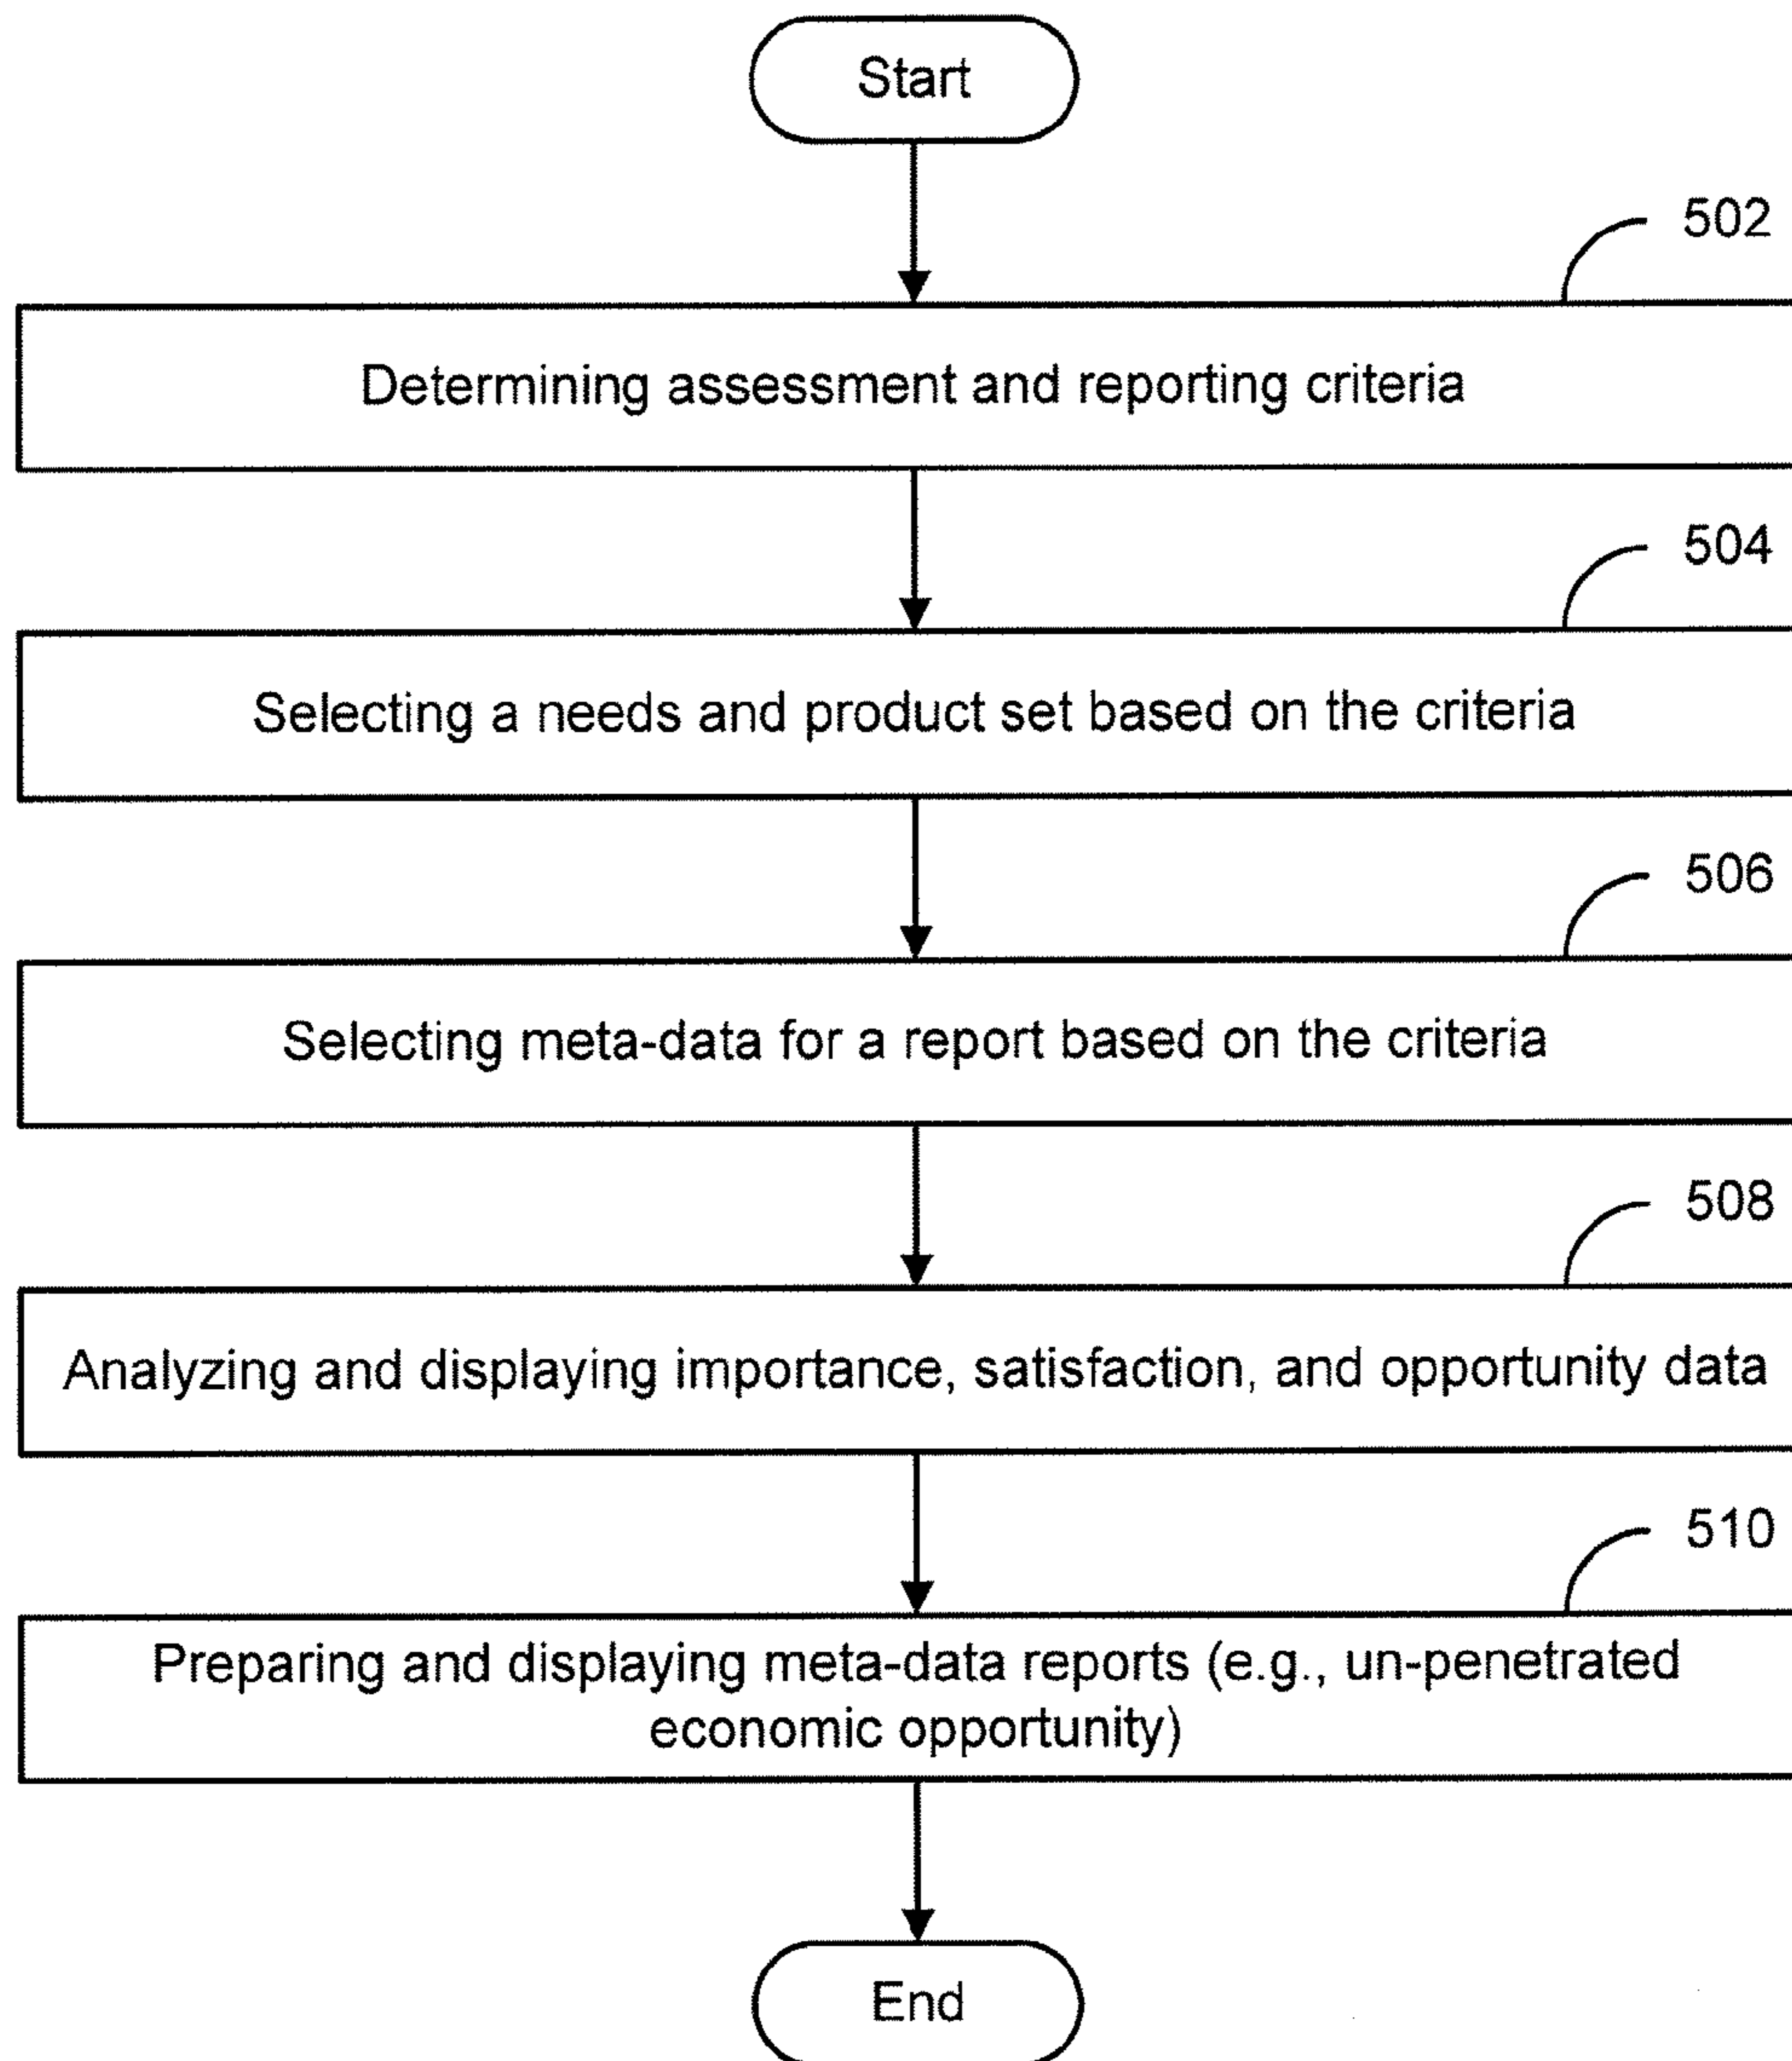 Start
502
Determining assessment and reporting criteria
504
Selecting a needs and product set based on the criteria
506
Selecting meta-data for a report based on the criteria
508
Analyzing and displaying importance, satisfaction, and opportunity data
510
Preparing and displaying meta-data reports (e.g., un-penetrated
economic opportunity)
End